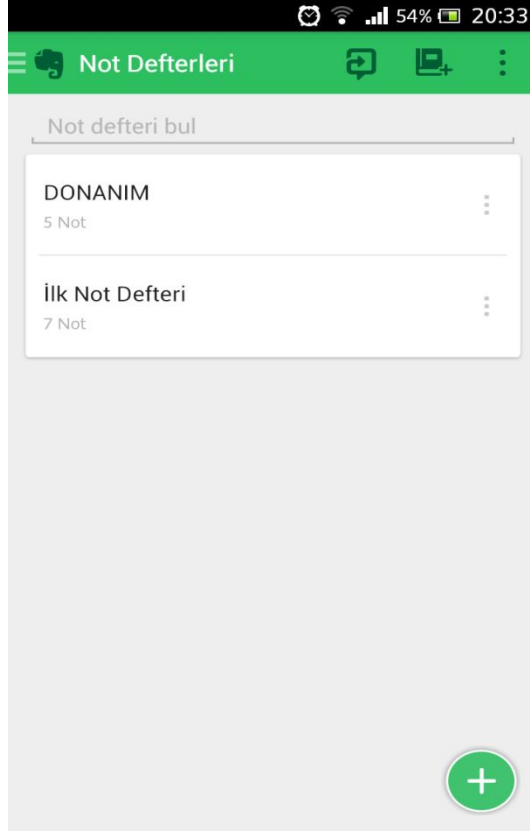 54% 20:33
Not Defterleri
Not defteri bul
DONANIM
5 Not
İlk Not Defteri
7 Not